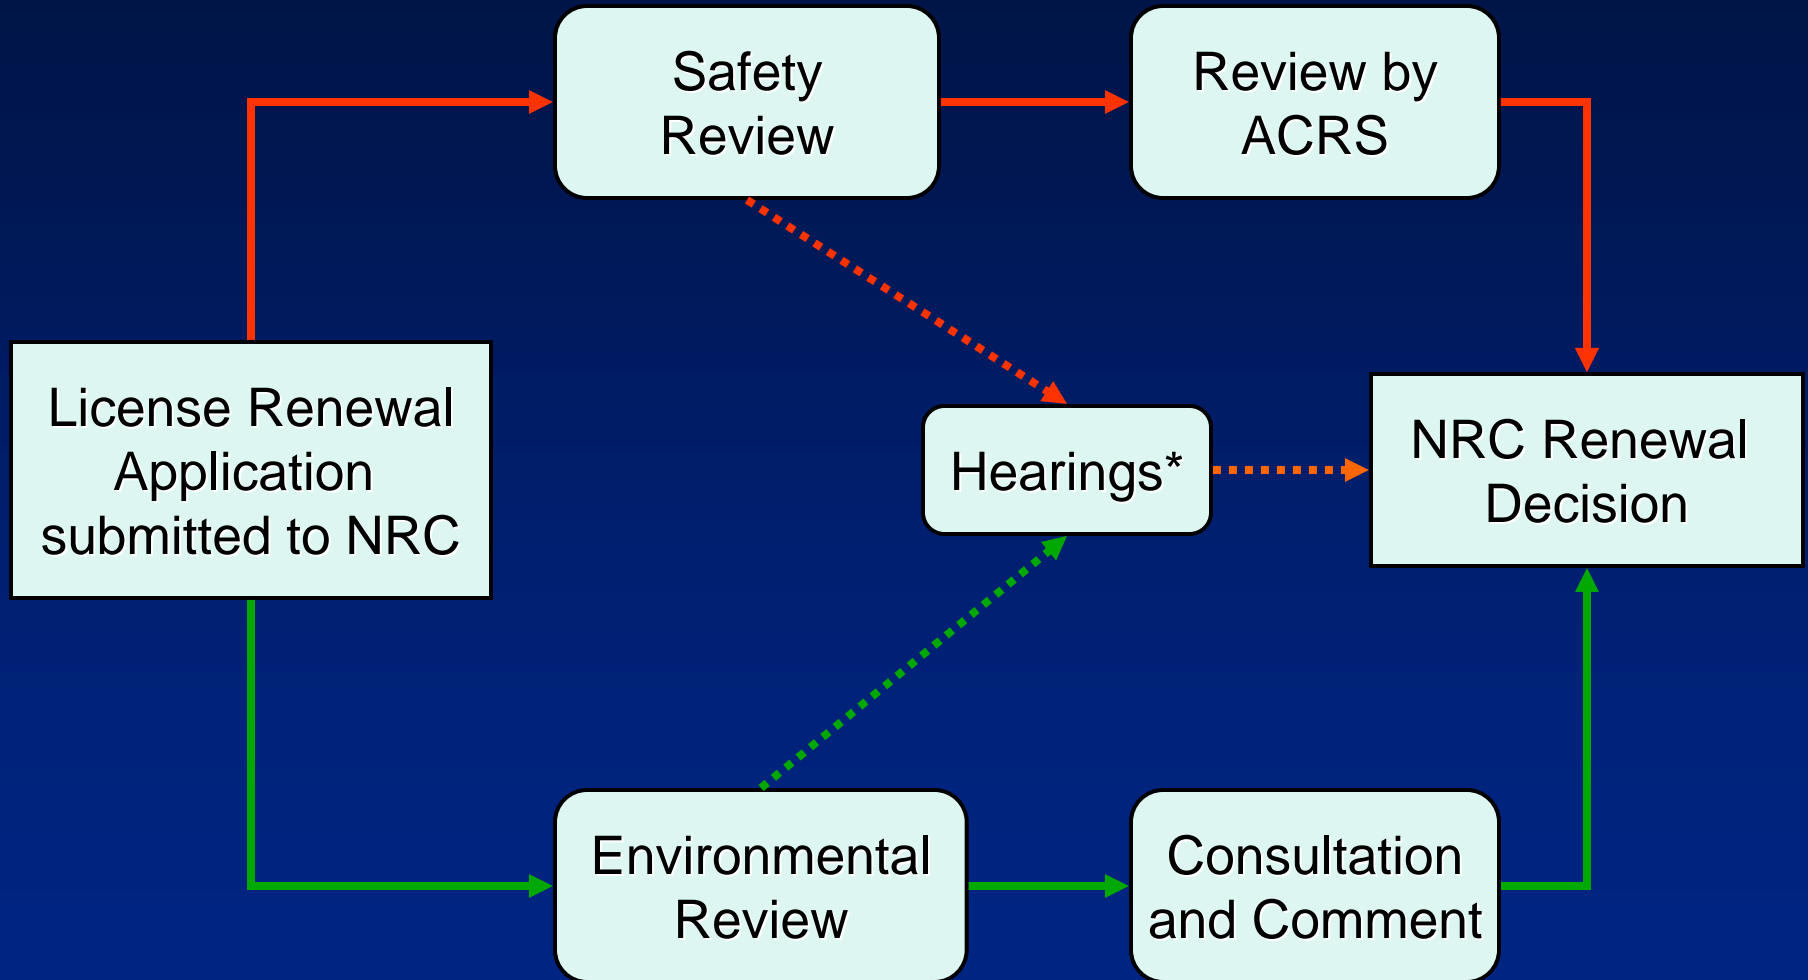 Safety
Review
Review by
ACRS
License Renewal
Application
submitted to NRC
Hearings*
NRC Renewal
Decision
Environmental
Review
Consultation
and Comment